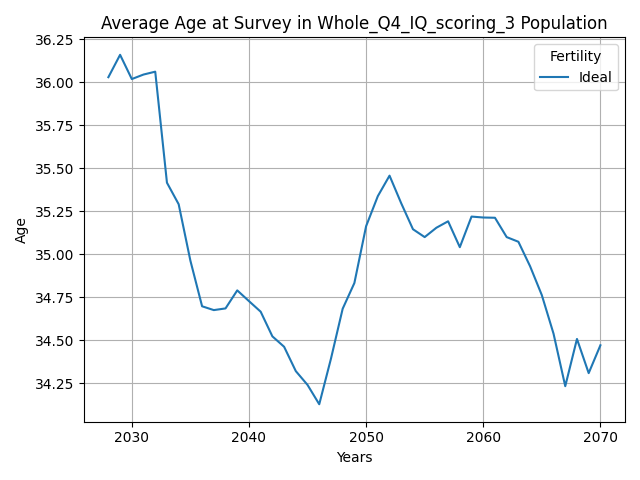 Average Age at Survey in Whole_Q4_IQ_scoring_3 Population
36.25
36.00
35.75
35.50
35.25
35.00
34.75
34.50
34.25
Age
Fertility
Ideal
2030 2040 2050 2060 2070
Years